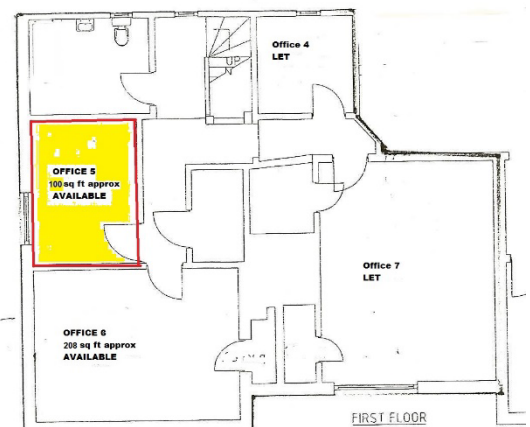 Office 4
LET
UP
OFFICE 5
100 sq ft approx
AVAILABLE
Office 7
LET
OFFICE 6
208 sq ft approx
AVAILABLE
FIRST FLOOR